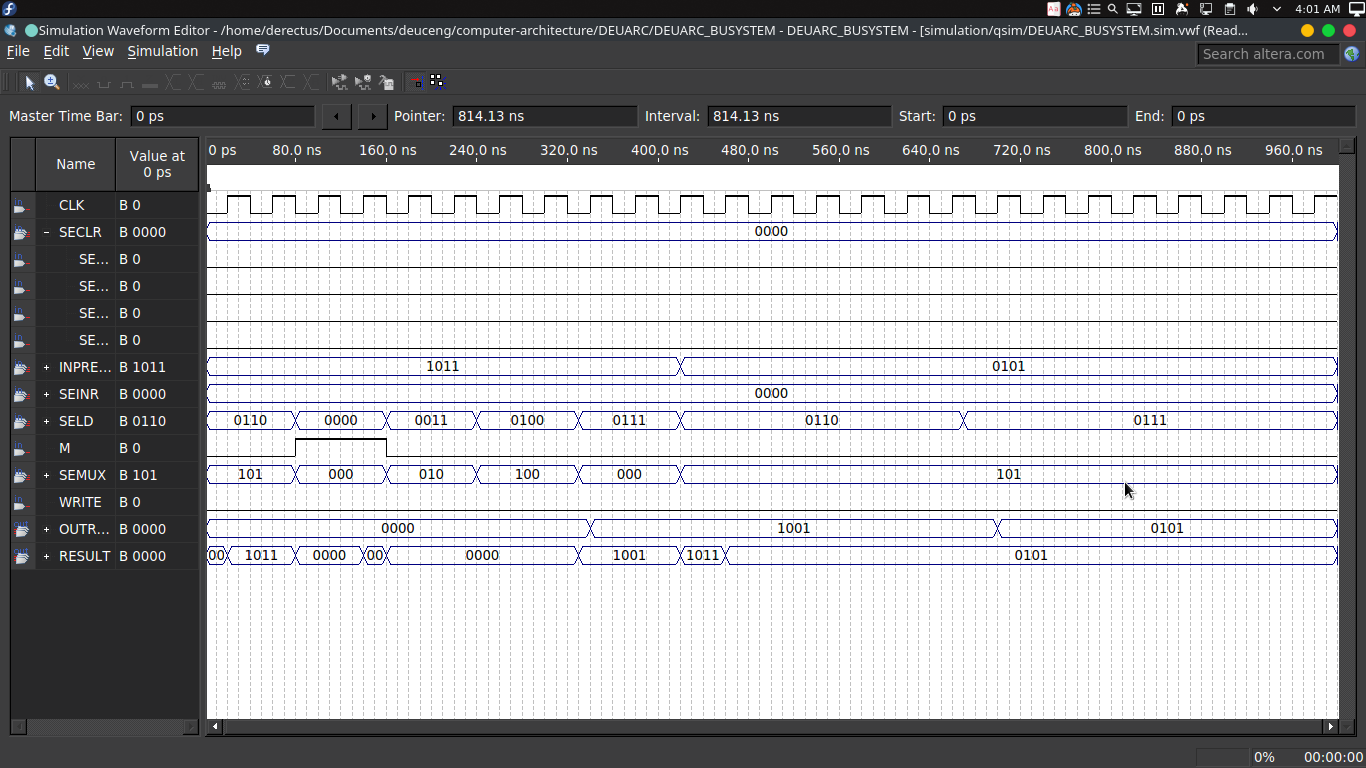 4:01 AM
Simulation Waveform Editor - /home/derectus/Documents/deuceng/computer-architecture/DEUARC/DEUARC_BUSYSTEM - DEUARC_BUSYSTEM - [simulation/qsim/DEUARC_BUSYSTEM.sim.vwf (Read...
File Edit View Simulation Help Search altera.com
Master Time Bar: 0 ps Pointer: 814.13 ns Interval: 814.13 ns Start: 0 ps End: 0 ps
Name Value at 0 ps 0 ps 80.0 ns 160.0 ns 240.0 ns 320.0 ns 400.0 ns 480.0 ns 560.0 ns 640.0 ns 720.0 ns 800.0 ns 880.0 ns 960.0 ns
CLK B 0
SECLR B 0000 0000
SE... B 0
SE... B 0
SE... B 0
SE... B 0
INPRE... B 1011 1011 0101
SEINR B 0000 0000
SELD B 0110 0110 0000 0011 0100 0111 0110 0111
M B 0
SEMUX B 101 101 000 010 100 000 101
WRITE B 0
OUTR... B 0000 0000 1001 0101
RESULT B 0000 00 1011 0000 00 0000 1001 1011 0101
0% 00:00:00